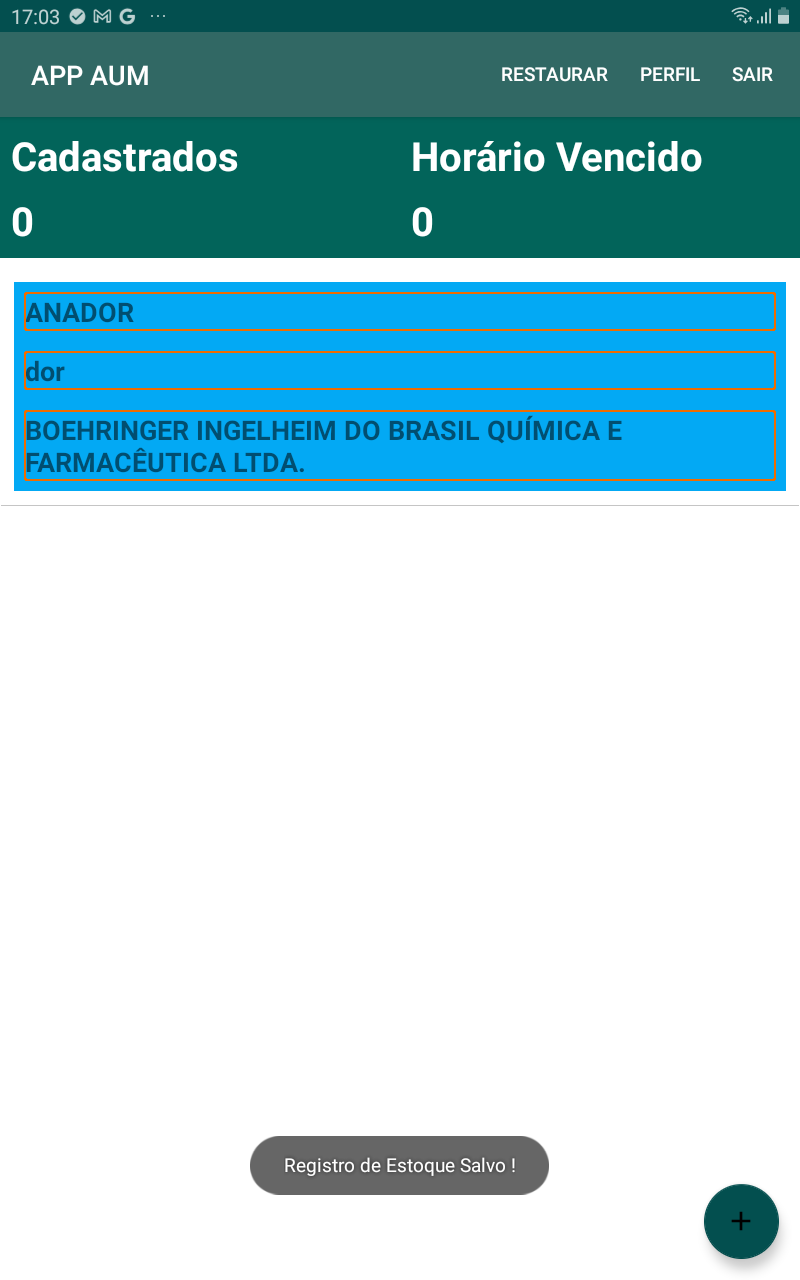 17:03
APP AUM RESTAURAR PERFIL SAIR
Cadastrados Horário Vencido
0 0
ANADOR
dor
BOEHRINGER INGELHEIM DO BRASIL QUÍMICA E
FARMACÊUTICA LTDA.
Registro de Estoque Salvo !